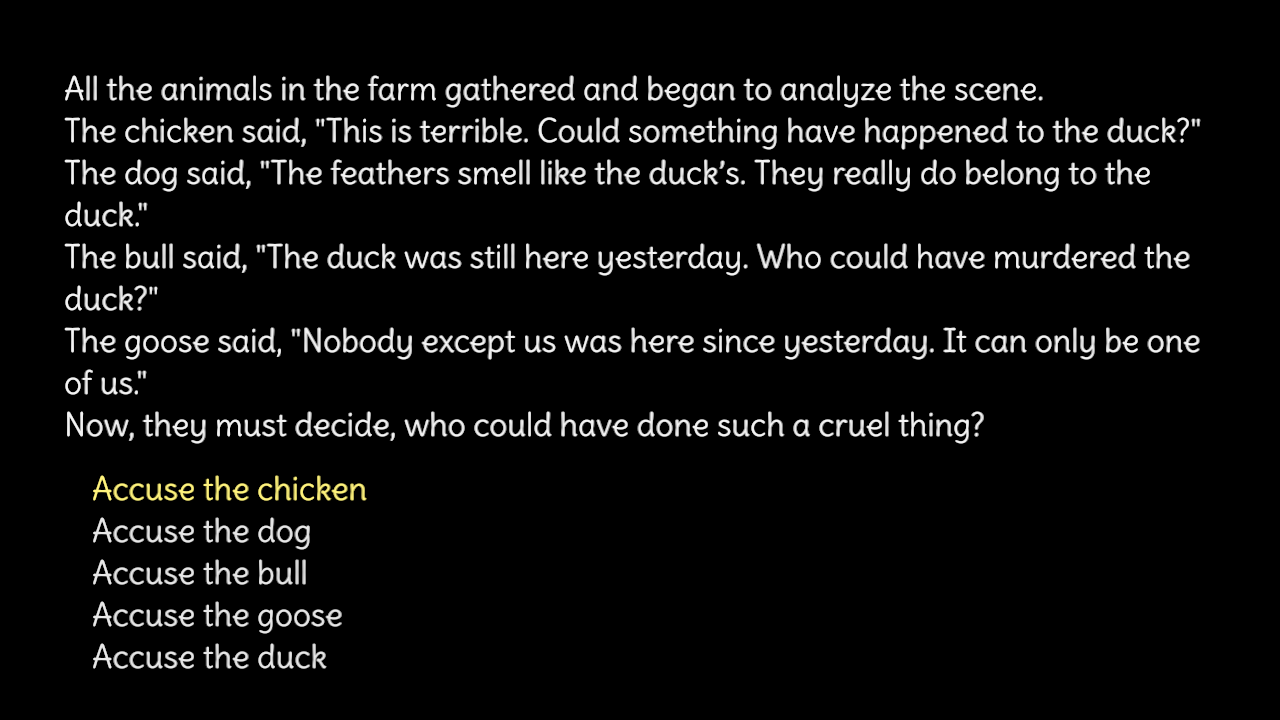 All the animals in the farm gathered and began to analyze the scene.
The chicken said, "This is terrible. Could something have happened to the duck?"
The dog said, "The feathers smell like the duck’s. They really do belong to the
duck."
The bull said, "The duck was still here yesterday. Who could have murdered the
duck?"
The goose said, "Nobody except us was here since yesterday. It can only be one
of us."
Now, they must decide, who could have done such a cruel thing?
Accuse the chicken
Accuse the dog
Accuse the bull
Accuse the goose
Accuse the duck